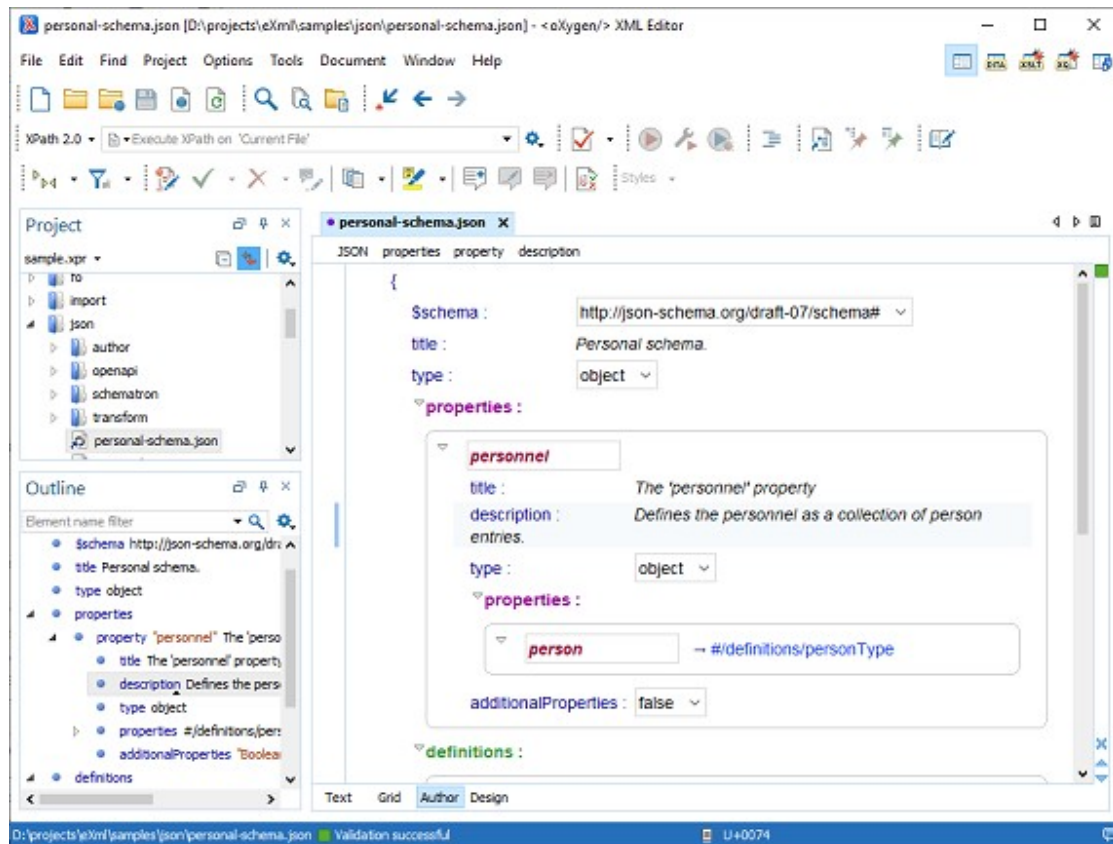 personal-schema.json [D:\projects\eXml\samples\json\personal-schema.json] - <oXygen/> XML Editor
File Edit Find Project Options Tools Document Window Help
XPath 2.0 Execute XPath on 'Current File'
Styles
Project
sample.xpr
fo
import
json
author
openapi
schematron
transform
personal-schema.json
Outline
Element name filter
$schema http://json-schema.org/dra
title Personal schema.
type object
properties
property "personnel" The 'perso
title The 'personnel' property
description Defines the pers
type object
properties #/definitions/pers
additionalProperties "Boolea
definitions
personal-schema.json
JSON properties property description
{
$schema : http://json-schema.org/draft-07/schema#
title : Personal schema.
type : object
properties :
personnel
title : The 'personnel' property
description : Defines the personnel as a collection of person
entries.
type : object
properties :
person → #/definitions/personType
additionalProperties : false
definitions :
Text Grid Author Design
D:\projects\eXml\samples\json\personal-schema.json Validation successful U+0074